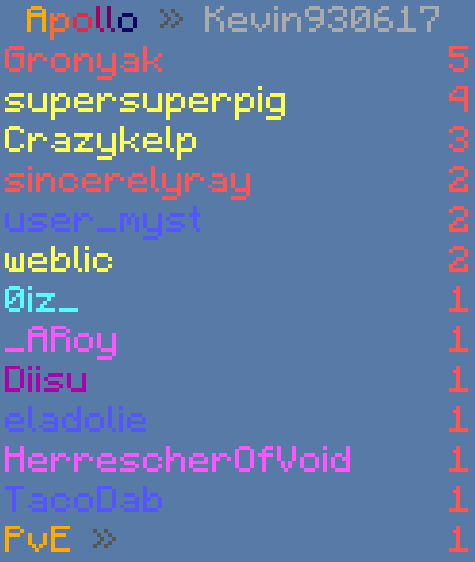 Apollo » Kevin930617
Gronyak 5
supersuperpig 4
Crazykelp 3
sincerelyray 2
user_myst 2
weblic 2
0iz_ 1
_ARoy 1
Diisu 1
eladolie 1
HerrescherOfVoid 1
TacoDab 1
PvE » 1